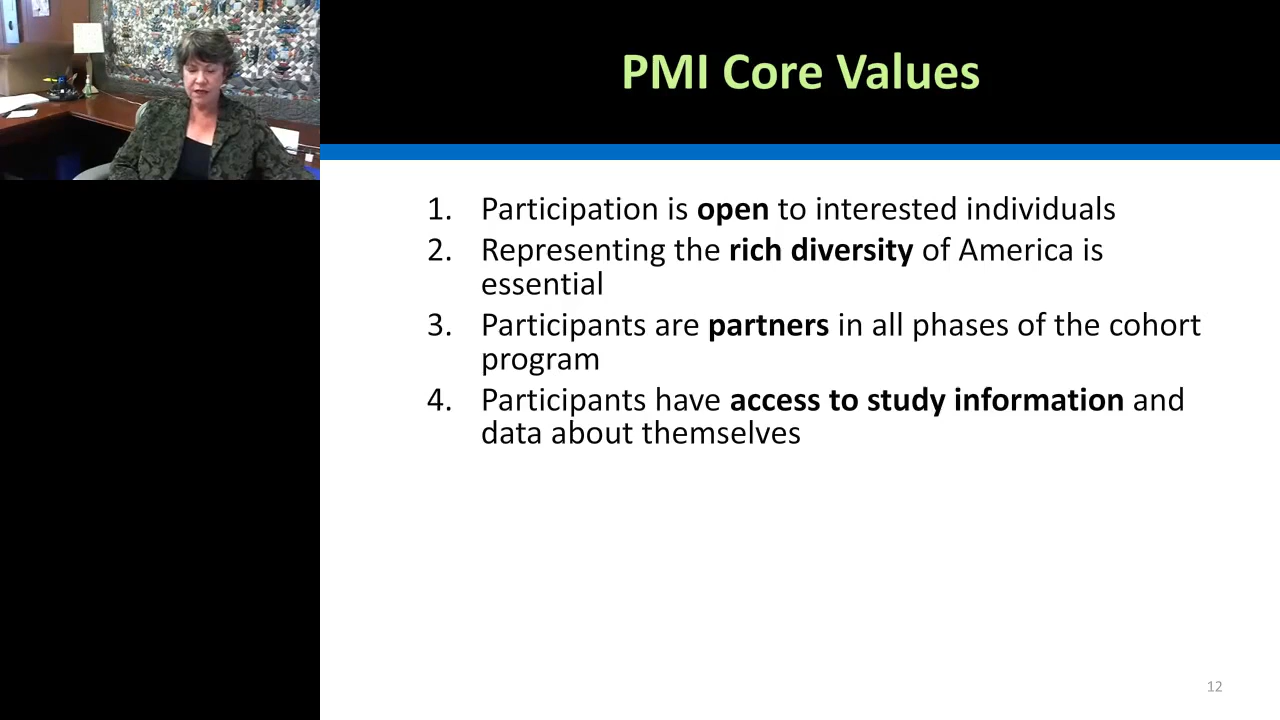 PMI Core Values
1. Participation is open to interested individuals
2. Representing the rich diversity of America is
essential
3. Participants are partners in all phases of the cohort
program
4. Participants have access to study information and
data about themselves
12